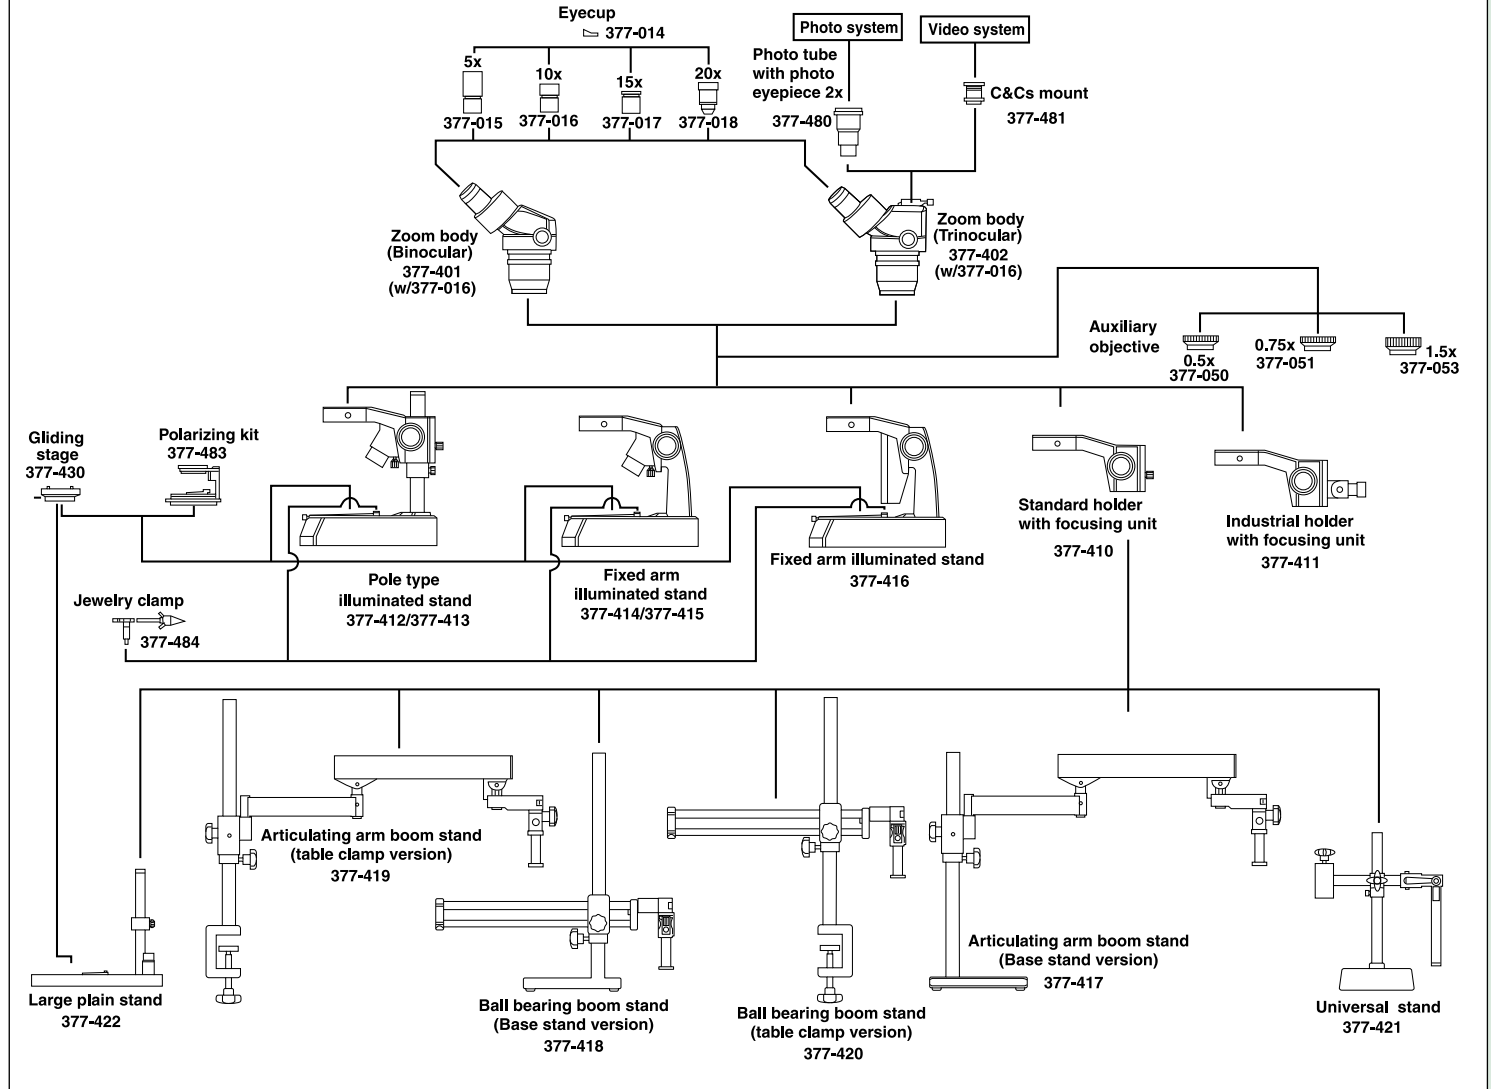 Eyecup
377-014
Photo system
Video system
5x
10x
15x
20x
377-015
377-016
377-017
377-018
Photo tube
with photo
eyepiece 2x
377-480
C&Cs mount
377-481
Zoom body
(Binocular)
377-401
(w/377-016)
Zoom body
(Trinocular)
377-402
(w/377-016)
Auxiliary
objective
0.5x
377-050
0.75x
377-051
1.5x
377-053
Gliding
stage
377-430
Polarizing kit
377-483
Pole type
illuminated stand
377-412/377-413
Fixed arm
illuminated stand
377-414/377-415
Fixed arm illuminated stand
377-416
Standard holder
with focusing unit
377-410
Industrial holder
with focusing unit
377-411
Jewelry clamp
377-484
Articulating arm boom stand
(table clamp version)
377-419
Large plain stand
377-422
Ball bearing boom stand
(Base stand version)
377-418
Ball bearing boom stand
(table clamp version)
377-420
Articulating arm boom stand
(Base stand version)
377-417
Universal stand
377-421